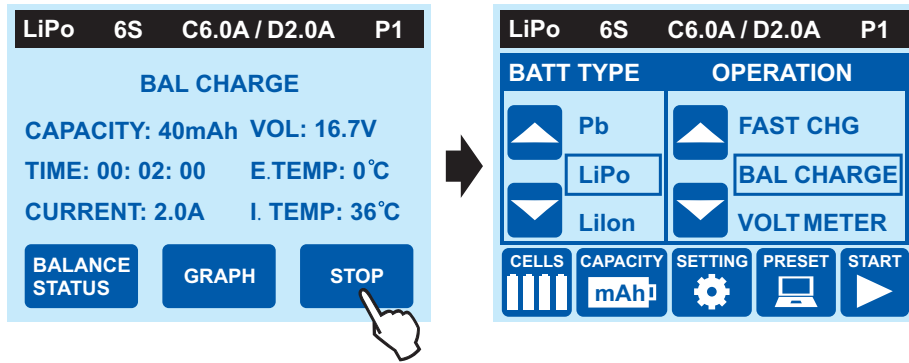 LiPo 6S C6.0A / D2.0A P1
BAL CHARGE
CAPACITY: 40mAh VOL: 16.7V
TIME: 00: 02: 00 E.TEMP: 0℃
CURRENT: 2.0A I. TEMP: 36℃
BALANCE
STATUS
GRAPH
STOP
LiPo 6S C6.0A / D2.0A P1
BATT TYPE OPERATION
Pb FAST CHG
LiPo BAL CHARGE
LiIon VOLT METER
CELLS CAPACITY SETTING PRESET START
mAh